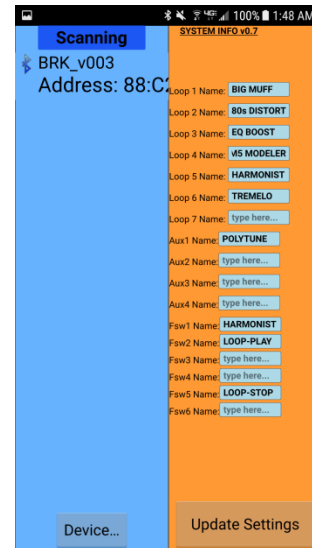 100% 1:48 AM
Scanning
BRK_v003
Address: 88:C2
SYSTEM INFO v0.7
Loop 1 Name: BIG MUFF
Loop 2 Name: 80s DISTORT
Loop 3 Name: EQ BOOST
Loop 4 Name: M5 MODELER
Loop 5 Name: HARMONIST
Loop 6 Name: TREMELO
Loop 7 Name: type here...
Aux1 Name: POLYTUNE
Aux2 Name: type here...
Aux3 Name: type here...
Aux4 Name: type here...
Fsw1 Name: HARMONIST
Fsw2 Name: LOOP-PLAY
Fsw3 Name: type here...
Fsw4 Name: type here...
Fsw5 Name: LOOP-STOP
Fsw6 Name: type here...
Device...
Update Settings